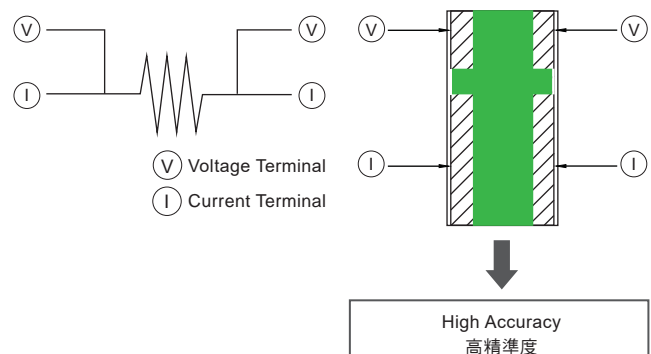 V
V
I
I
V Voltage Terminal
I Current Terminal
V
V
I
I
High Accuracy
高精準度